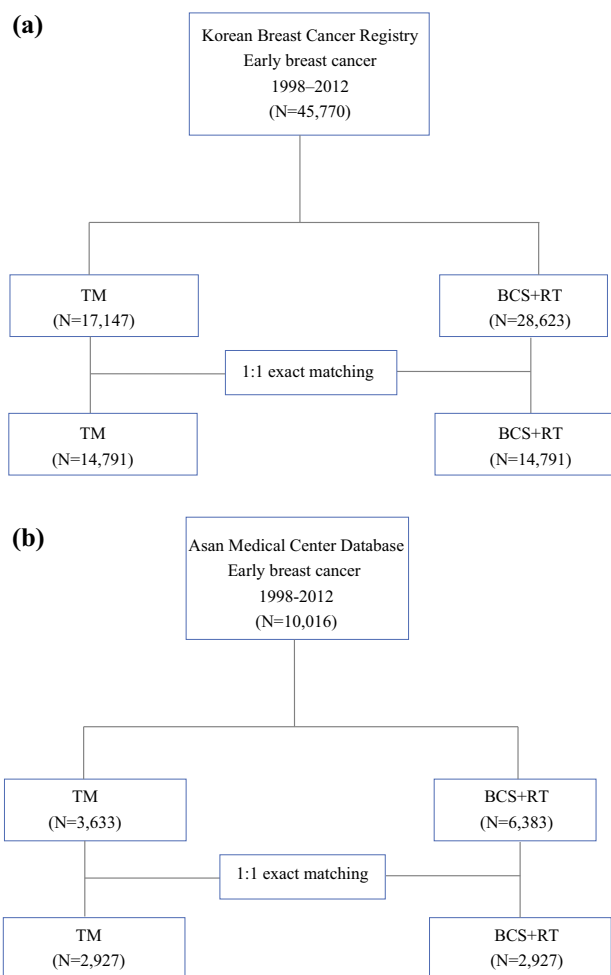 (a)
Korean Breast Cancer Registry
Early breast cancer
1998–2012
(N=45,770)
TM
(N=17,147)
BCS+RT
(N=28,623)
1:1 exact matching
TM
(N=14,791)
BCS+RT
(N=14,791)
(b)
Asan Medical Center Database
Early breast cancer
1998-2012
(N=10,016)
TM
(N=3,633)
BCS+RT
(N=6,383)
1:1 exact matching
TM
(N=2,927)
BCS+RT
(N=2,927)